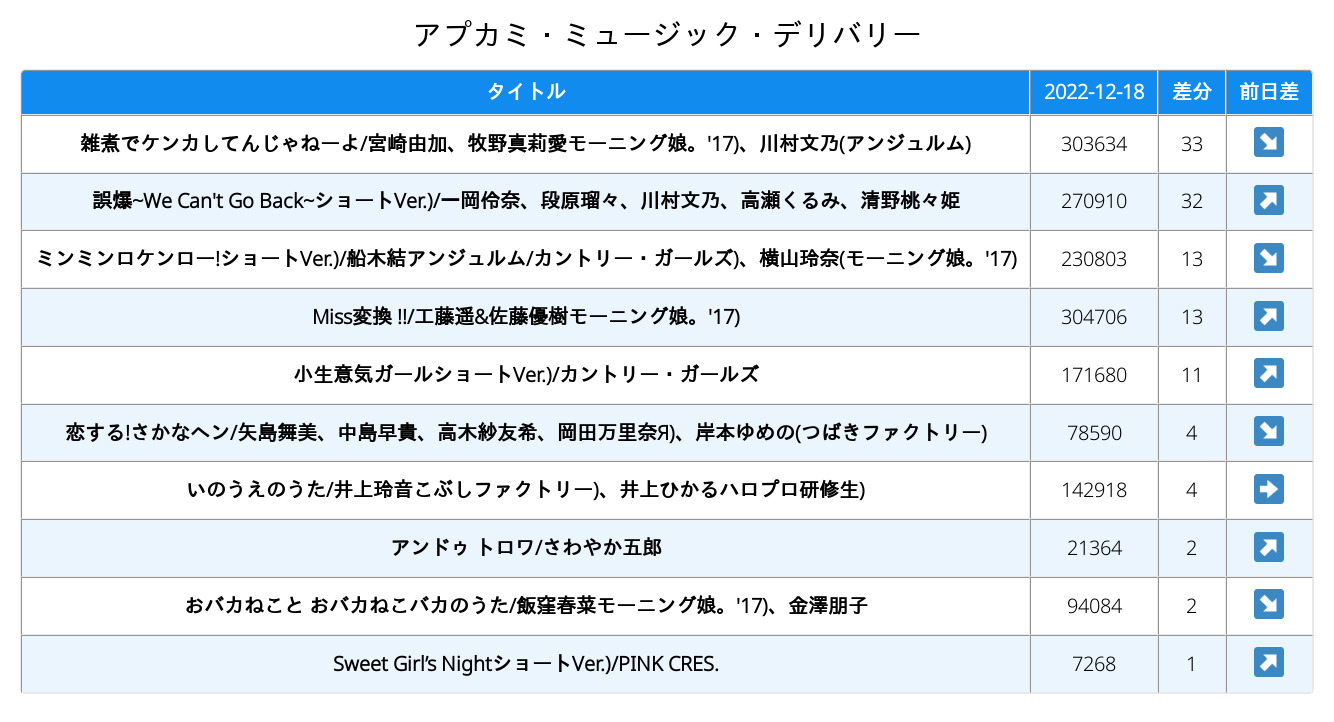 アプカミ・ミュージック・デリバリー
タイトル 2022-12-18 差分 前日差
雑煮でケンカしてんじゃねーよ/宮崎由加、牧野真莉愛モーニング娘。'17)、川村文乃(アンジュルム) 303634 33 ↘
誤爆~We Can't Go Back~ショートVer.)/一岡伶奈、段原瑠々、川村文乃、高瀬くるみ、清野桃々姫 270910 32 ↗
ミンミンロケンロー!ショートVer.)/船木結アンジュルム/カントリー・ガールズ)、横山玲奈(モーニング娘。'17) 230803 13 ↘
Miss変換 !!/工藤遥&佐藤優樹モーニング娘。'17) 304706 13 ↗
小生意気ガールショートVer.)/カントリー・ガールズ 171680 11 ↗
恋する!さかなヘン/矢島舞美、中島早貴、高木紗友希、岡田万里奈Я)、岸本ゆめの(つばきファクトリー) 78590 4 ↘
いのうえのうた/井上玲音こぶしファクトリー)、井上ひかるハロプロ研修生) 142918 4 ➡
アンドゥ トロワ/さわやか五郎 21364 2 ↗
おバカねこと おバカねこバカのうた/飯窪春菜モーニング娘。'17)、金澤朋子 94084 2 ↘
Sweet Girl’s NightショートVer.)/PINK CRES. 7268 1 ↗